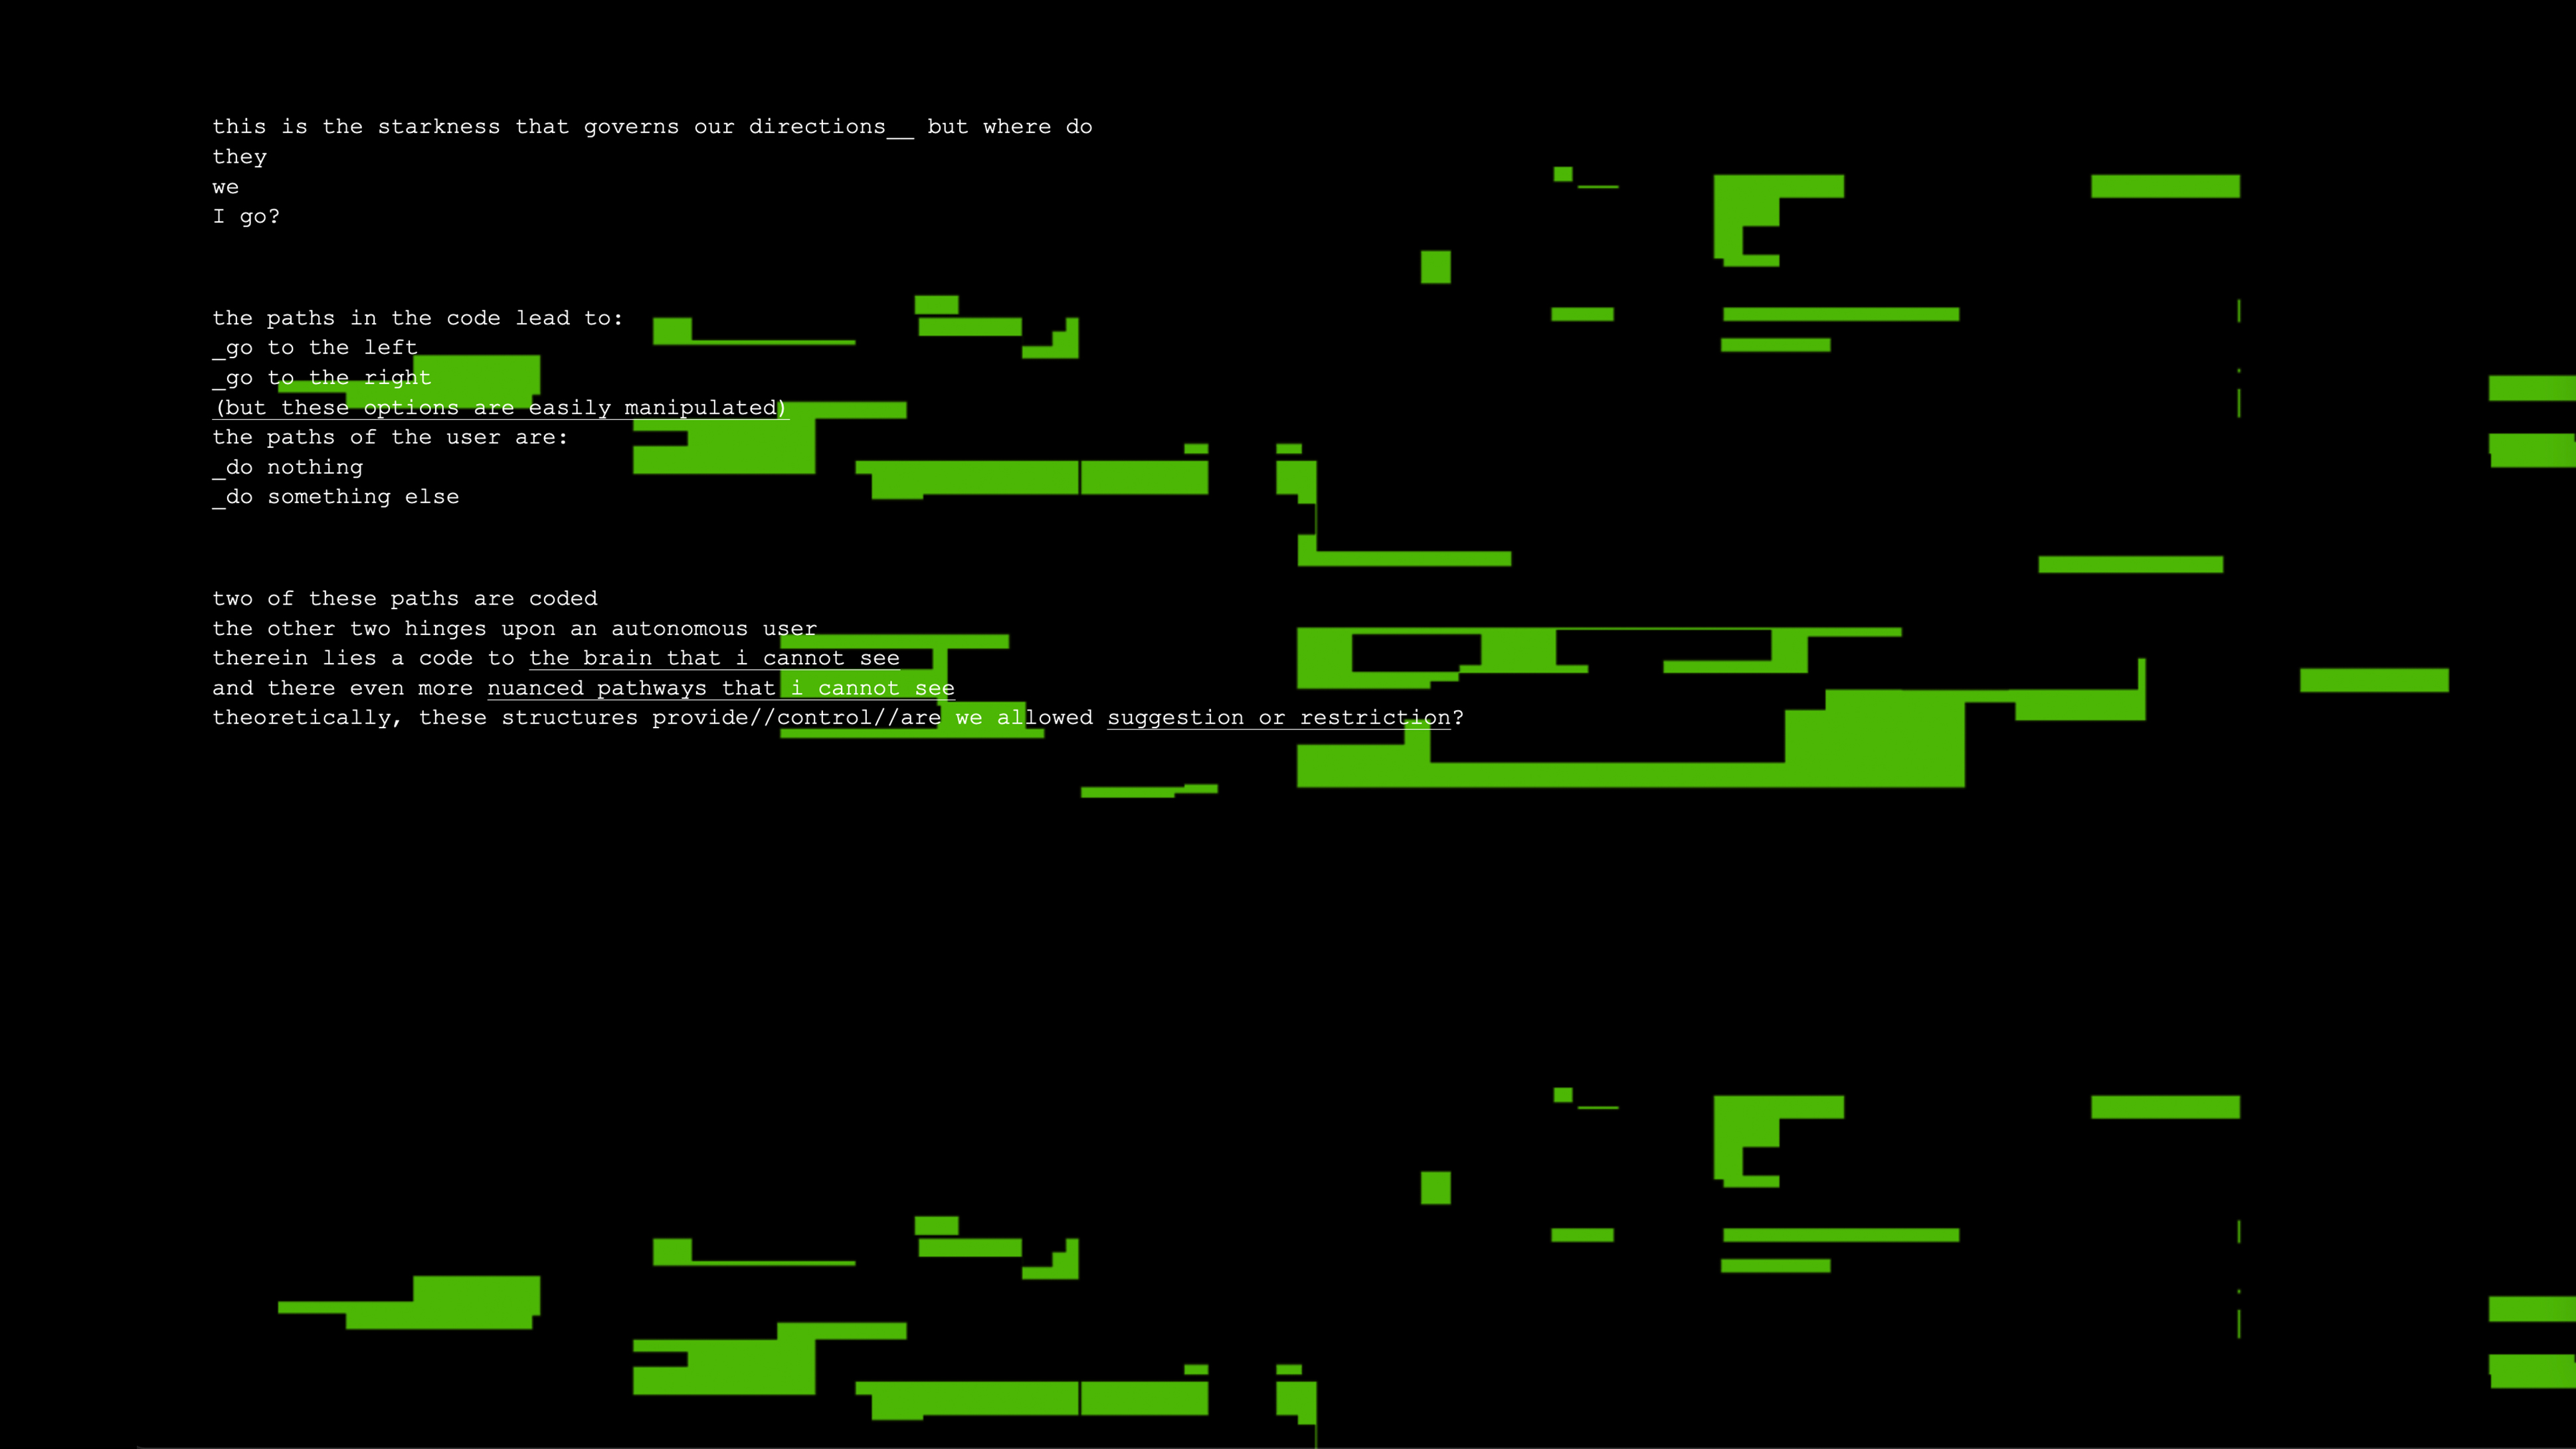 this is the starkness that governs our directions__ but where do
they
we
I go?
the paths in the code lead to:
_go to the left
_go to the right
(but these options are easily manipulated)
the paths of the user are:
_do nothing
_do something else
two of these paths are coded
the other two hinges upon an autonomous user
therein lies a code to the brain that i cannot see
and there even more nuanced pathways that i cannot see
theoretically, these structures provide//control//are we allowed suggestion or restriction?